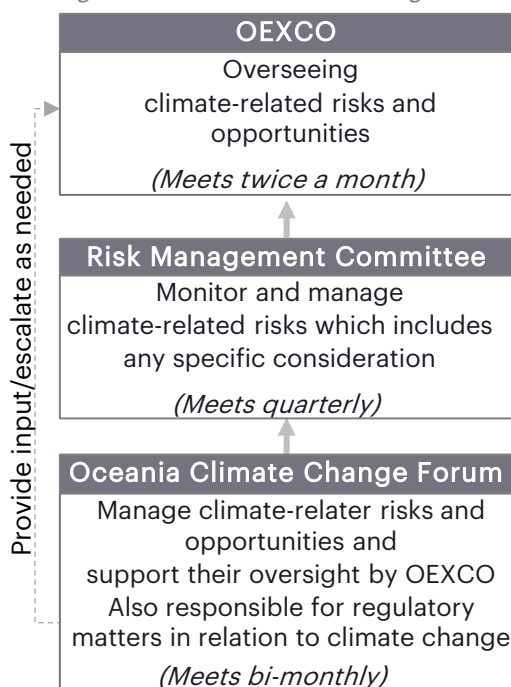 OEXCO
Overseeing
climate-related risks and
opportunities
(Meets twice a month)
Risk Management Committee
Monitor and manage
climate-related risks which includes
any specific consideration
(Meets quarterly)
Oceania Climate Change Forum
Manage climate-relater risks and
opportunities and
support their oversight by OEXCO
Also responsible for regulatory
matters in relation to climate change
(Meets bi-monthly)
Provide input/escalate as needed